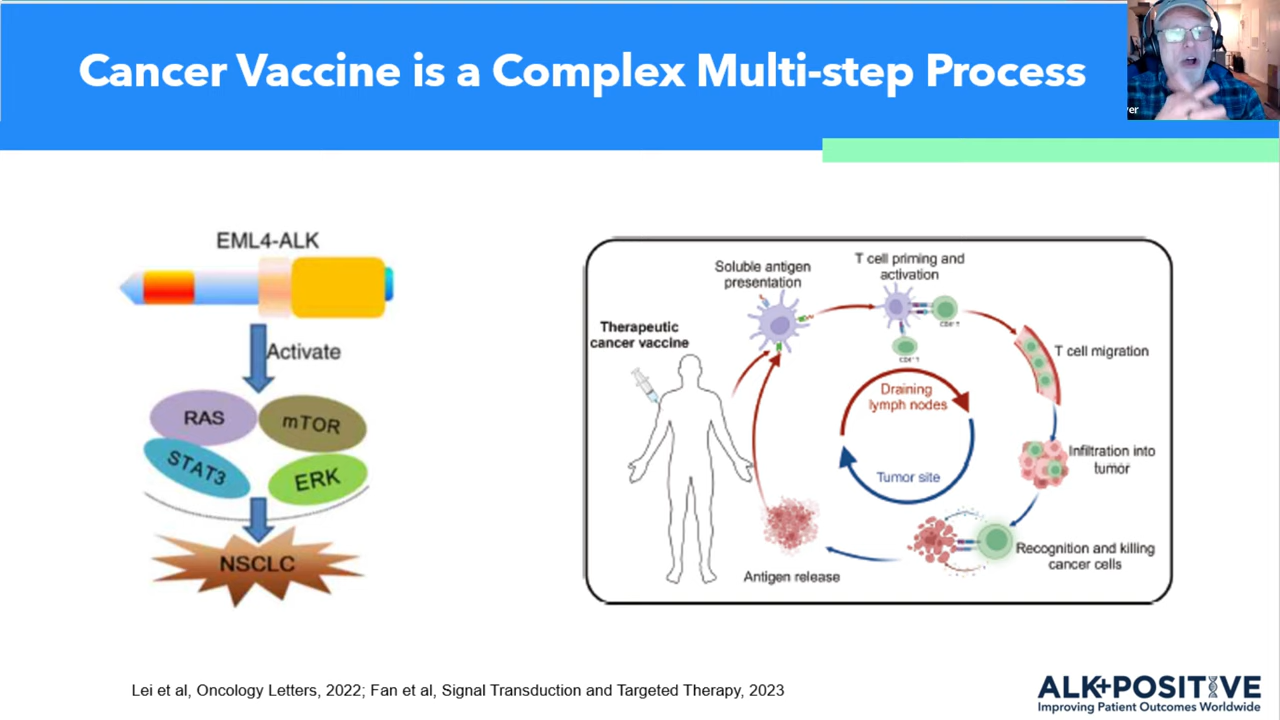 Cancer Vaccine is a Complex Multi-step Process
ver
EML4-ALK
Activate
RAS
mTOR
STAT3
ERK
NSCLC
Therapeutic
cancer vaccine
Soluble antigen
presentation
T cell priming and
activation
CD8⁺ T
CD4⁺ T
T cell migration
Draining
lymph nodes
Tumor site
Infiltration into
tumor
Recognition and killing
cancer cells
Antigen release
Lei et al, Oncology Letters, 2022; Fan et al, Signal Transduction and Targeted Therapy, 2023
ALK+POSITIVE
Improving Patient Outcomes Worldwide